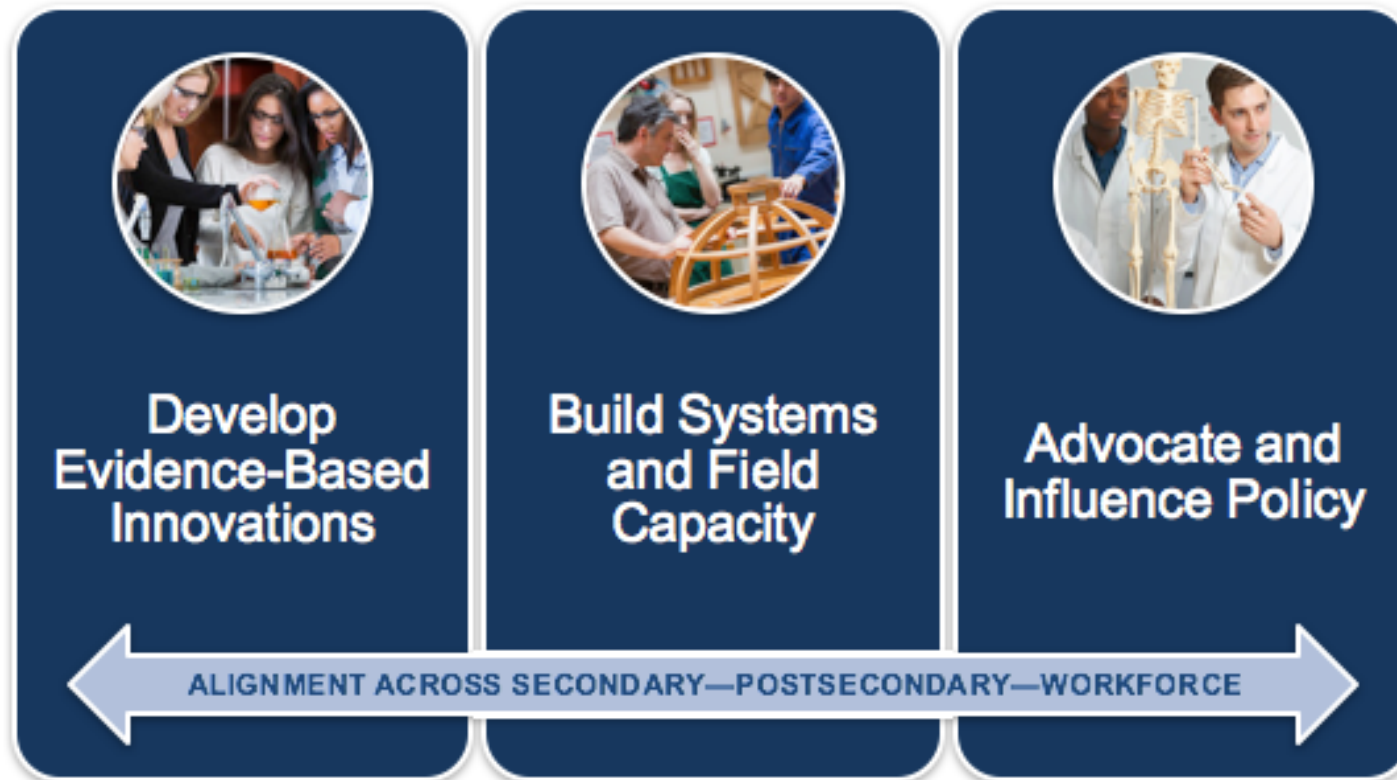 Develop
Evidence-Based
Innovations
Build Systems
and Field
Capacity
Advocate and
Influence Policy
ALIGNMENT ACROSS SECONDARY—POSTSECONDARY—WORKFORCE